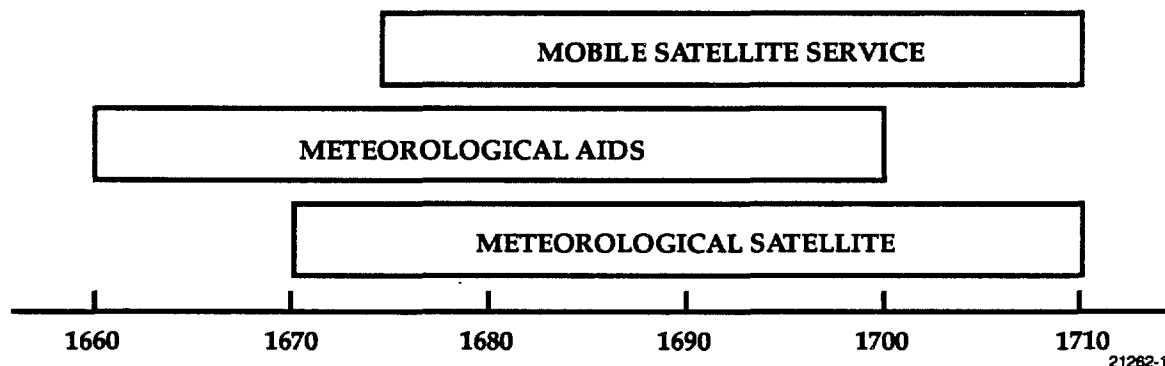 MOBILE SATELLITE SERVICE
METEOROLOGICAL AIDS
METEOROLOGICAL SATELLITE
1660 1670 1680 1690 1700 1710
21262-1